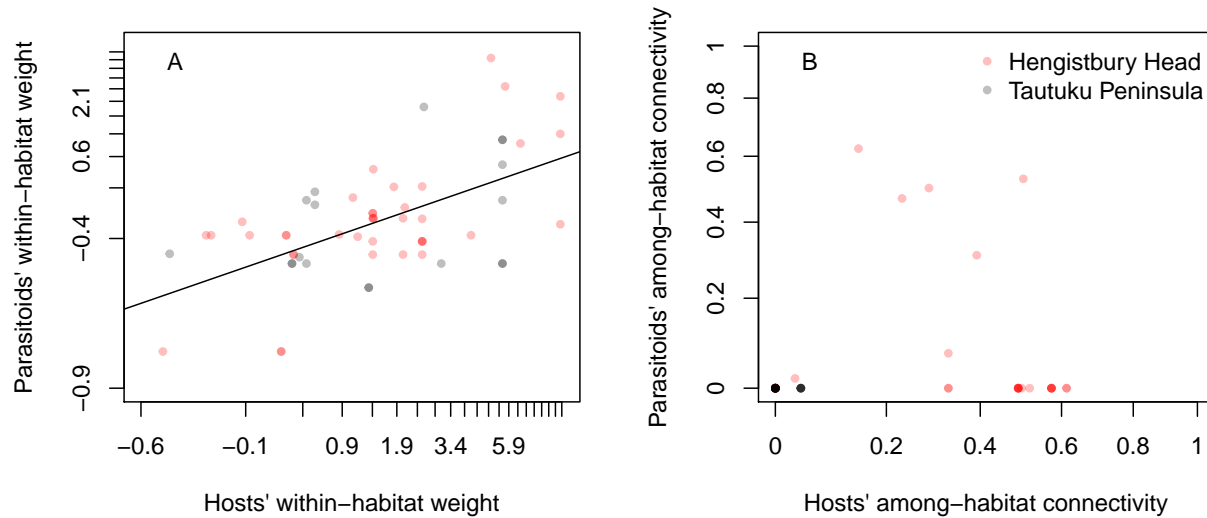 A
Parasitoids' within−habitat weight
2.1
0.6
−0.4
−0.9
−0.6
−0.1
0.9
1.9
3.4
5.9
Hosts' within−habitat weight
B
Hengistbury Head
Tautuku Peninsula
Parasitoids' among−habitat connectivity
1
0.8
0.6
0.4
0.2
0
0
0.2
0.4
0.6
0.8
1
Hosts' among−habitat connectivity